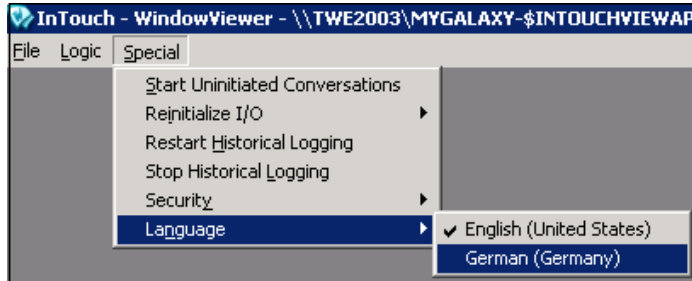 InTouch - WindowViewer - \\TWE2003\MYGALAXY-$INTOUCHVIEWAP
File Logic Special
Start Uninitiated Conversations
Reinitialize I/O
Restart Historical Logging
Stop Historical Logging
Security
Language
English (United States)
German (Germany)